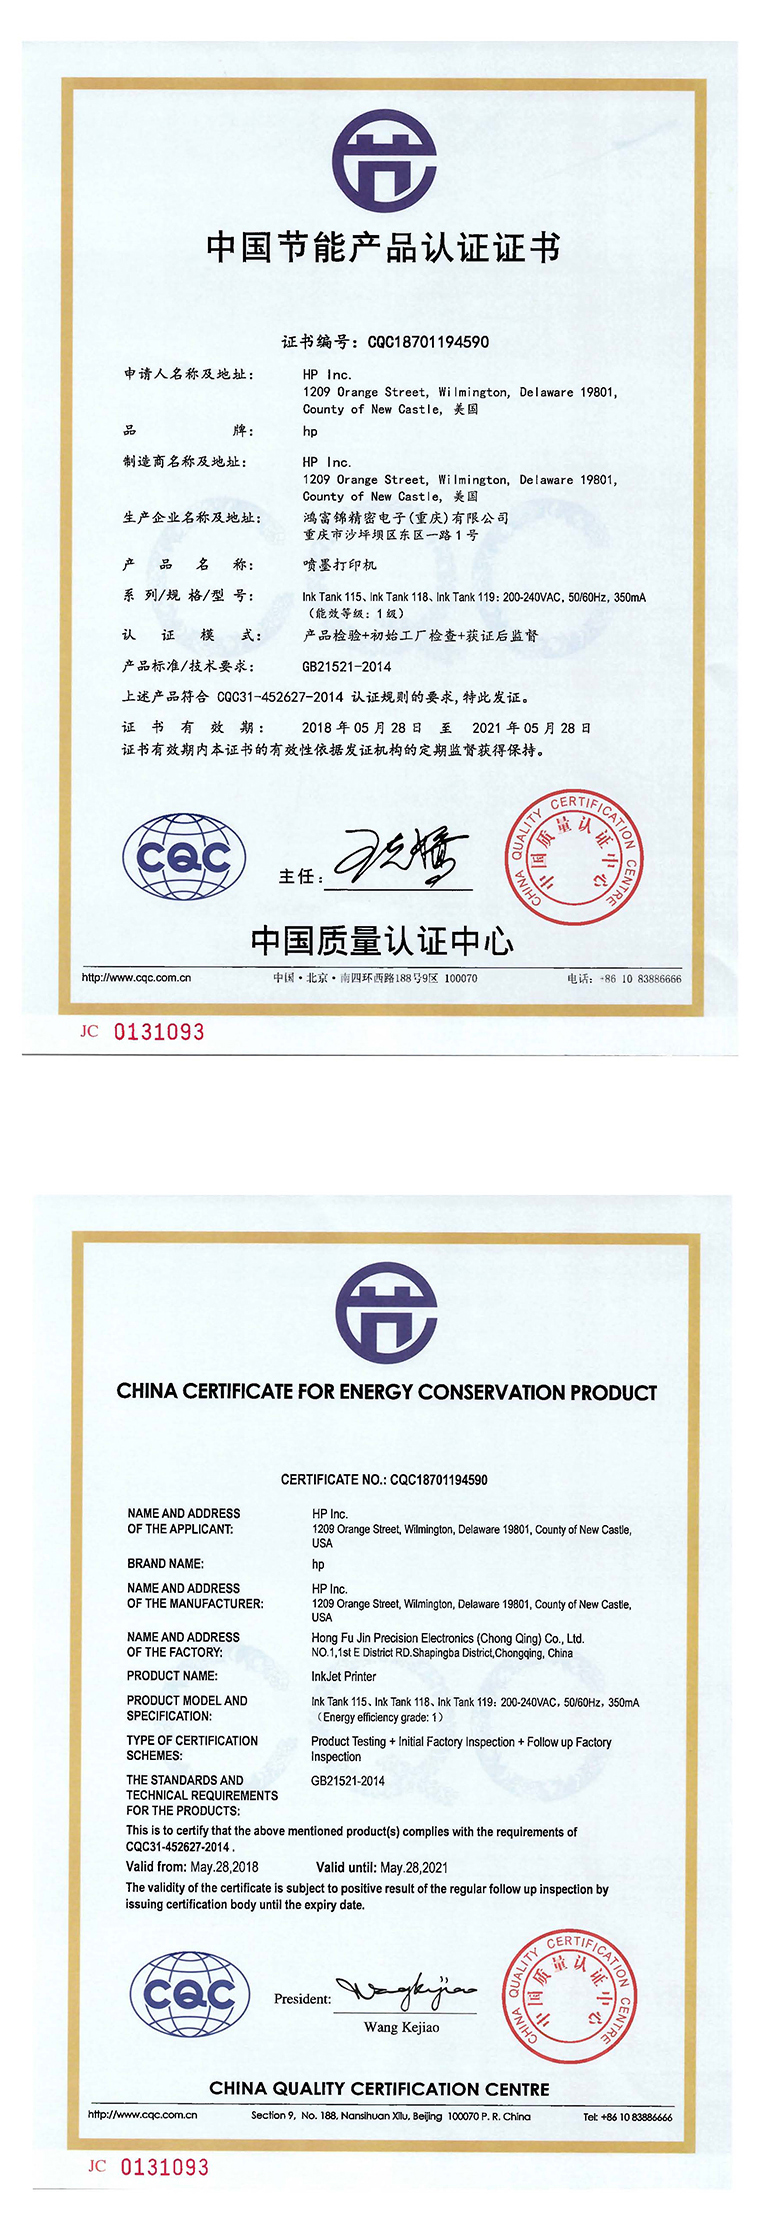 中国节能产品认证证书
证书编号: CQC18701194590
申请人名称及地址: HP Inc.
1209 Orange Street, Wilmington, Delaware 19801,
County of New Castle, 美国
品 牌: hp
制造商名称及地址: HP Inc.
1209 Orange Street, Wilmington, Delaware 19801,
County of New Castle, 美国
生产企业名称及地址: 鸿富锦精密电子(重庆)有限公司
重庆市沙坪坝区东区一路1号
产 品 名 称: 喷墨打印机
系 列/规 格/型 号: Ink Tank 115、Ink Tank 118、Ink Tank 119: 200-240VAC, 50/60Hz, 350mA
(能效等级: 1级)
认 证 模 式: 产品检验+初始工厂检查+获证后监督
产品标准/技术要求: GB21521-2014
上述产品符合 CQC31-452627-2014 认证规则的要求,特此发证。
证 书 有 效 期: 2018 年 05 月 28 日 至 2021 年 05 月 28 日
证书有效期内本证书的有效性依据发证机构的定期监督获得保持。
CQC
主任:
CHINA QUALITY CERTIFICATION CENTRE
中国质量认证中心
中国质量认证中心
http://www.cqc.com.cn 中国·北京·南四环西路188号9区 100070 电话: +86 10 83886666
JC 0131093
CHINA CERTIFICATE FOR ENERGY CONSERVATION PRODUCT
CERTIFICATE NO.: CQC18701194590
NAME AND ADDRESS HP Inc.
OF THE APPLICANT: 1209 Orange Street, Wilmington, Delaware 19801, County of New Castle,
USA
BRAND NAME: hp
NAME AND ADDRESS HP Inc.
OF THE MANUFACTURER: 1209 Orange Street, Wilmington, Delaware 19801, County of New Castle,
USA
NAME AND ADDRESS Hong Fu Jin Precision Electronics (Chong Qing) Co., Ltd.
OF THE FACTORY: NO.1,1st E District RD.Shapingba District,Chongqing, China
PRODUCT NAME: InkJet Printer
PRODUCT MODEL AND Ink Tank 115、Ink Tank 118、Ink Tank 119: 200-240VAC, 50/60Hz, 350mA
SPECIFICATION: (Energy efficiency grade: 1)
TYPE OF CERTIFICATION Product Testing + Initial Factory Inspection + Follow up Factory
SCHEMES: Inspection
THE STANDARDS AND GB21521-2014
TECHNICAL REQUIREMENTS
FOR THE PRODUCTS:
This is to certify that the above mentioned product(s) complies with the requirements of
CQC31-452627-2014 .
Valid from: May.28,2018 Valid until: May.28,2021
The validity of the certificate is subject to positive result of the regular follow up inspection by
issuing certification body until the expiry date.
CQC
President: Wangkejiao
Wang Kejiao
CHINA QUALITY CERTIFICATION CENTRE
中国质量认证中心
CHINA QUALITY CERTIFICATION CENTRE
http://www.cqc.com.cn Section 9, No. 188, Nansihuan Xilu, Beijing 100070 P. R. China Tel: +86 10 83886666
JC 0131093